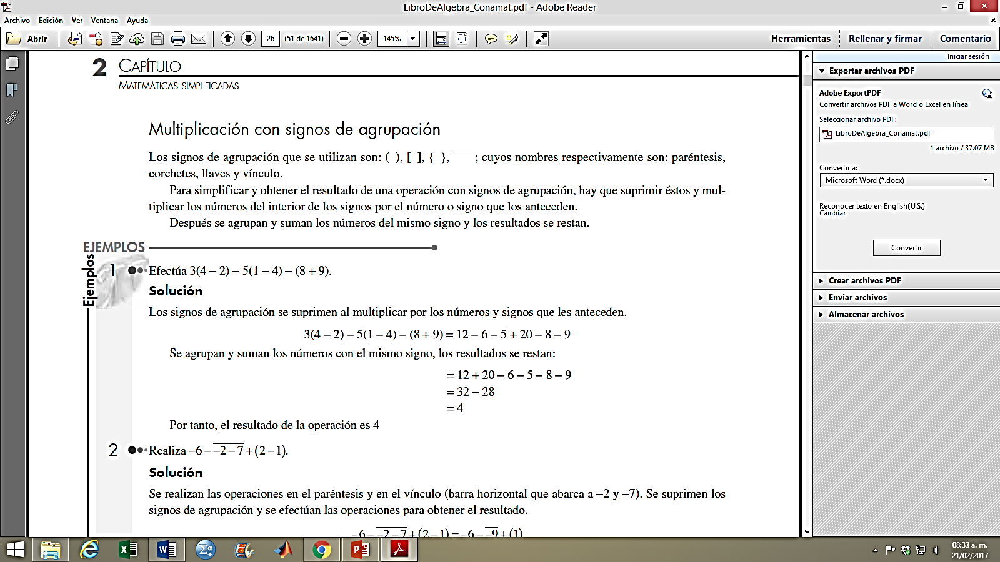 LibroDeAlgebra_Conamat.pdf - Adobe Reader
Archivo Edición Ver Ventana Ayuda
Abrir 26 (51 de 1641) 145% Herramientas Rellenar y firmar Comentario
Iniciar sesión
Exportar archivos PDF
Adobe ExportPDF
Convertir archivos PDF a Word o Excel en línea
Seleccionar archivo PDF:
LibroDeAlgebra_Conamat.pdf
1 archivo / 37.07 MB
Convertir a:
Microsoft Word (*.docx)
Reconocer texto en English(U.S.)
Cambiar
Convertir
Crear archivos PDF
Enviar archivos
Almacenar archivos
2 CAPÍTULO
MATEMÁTICAS SIMPLIFICADAS
Multiplicación con signos de agrupación
Los signos de agrupación que se utilizan son: ( ), [ ], { }, ‾‾‾; cuyos nombres respectivamente son: paréntesis,
corchetes, llaves y vínculo.
Para simplificar y obtener el resultado de una operación con signos de agrupación, hay que suprimir éstos y mul-
tiplicar los números del interior de los signos por el número o signo que los anteceden.
Después se agrupan y suman los números del mismo signo y los resultados se restan.
EJEMPLOS
Ejemplos
1 Efectúa 3(4 – 2) – 5(1 – 4) – (8 + 9).
Solución
Los signos de agrupación se suprimen al multiplicar por los números y signos que les anteceden.
3(4 – 2) – 5(1 – 4) – (8 + 9) = 12 – 6 – 5 + 20 – 8 – 9
Se agrupan y suman los números con el mismo signo, los resultados se restan:
= 12 + 20 – 6 – 5 – 8 – 9
= 32 – 28
= 4
Por tanto, el resultado de la operación es 4
2 Realiza –6 – –2 – 7 + (2 – 1).
Solución
Se realizan las operaciones en el paréntesis y en el vínculo (barra horizontal que abarca a –2 y –7). Se suprimen los
signos de agrupación y se efectúan las operaciones para obtener el resultado.
–6 – –2 – 7 + (2 – 1) = –6 – –9 + (1)
08:33 a. m.
21/02/2017